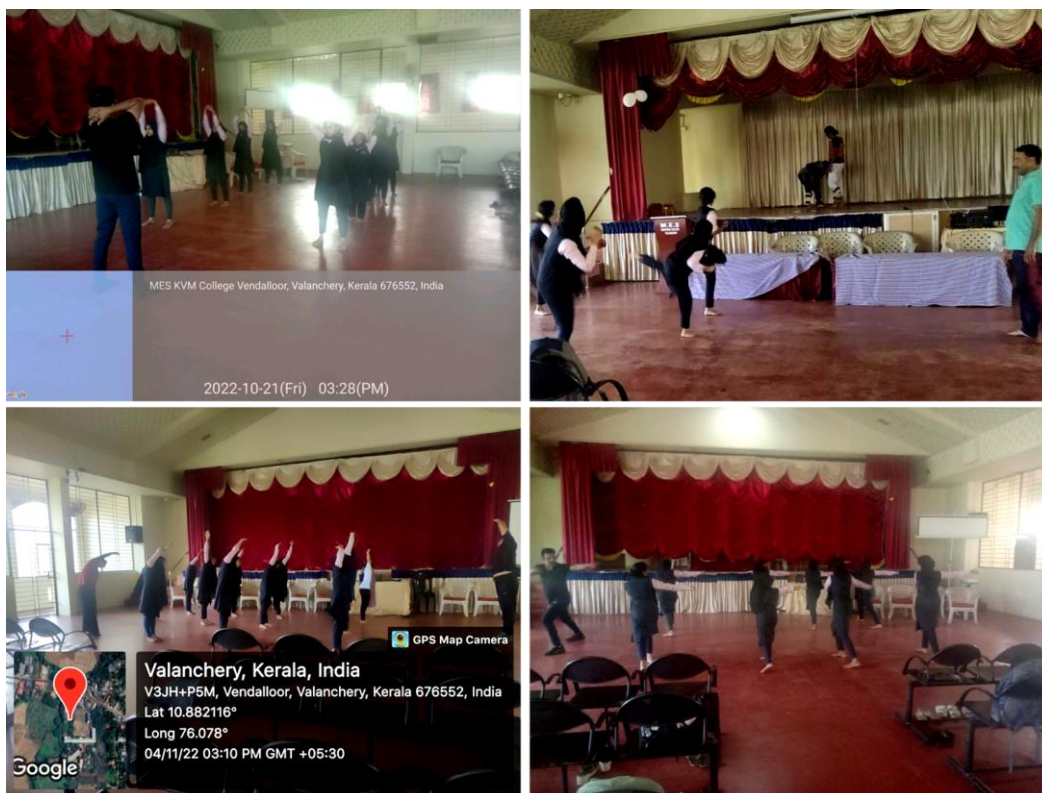 MES KVM College Vendalloor, Valanchery, Kerala 676552, India
2022-10-21(Fri) 03:28(PM)
M.E.S
GPS Map Camera
Valanchery, Kerala, India
V3JH+P5M, Vendalloor, Valanchery, Kerala 676552, India
Lat 10.882116°
Long 76.078°
04/11/22 03:10 PM GMT +05:30
Google